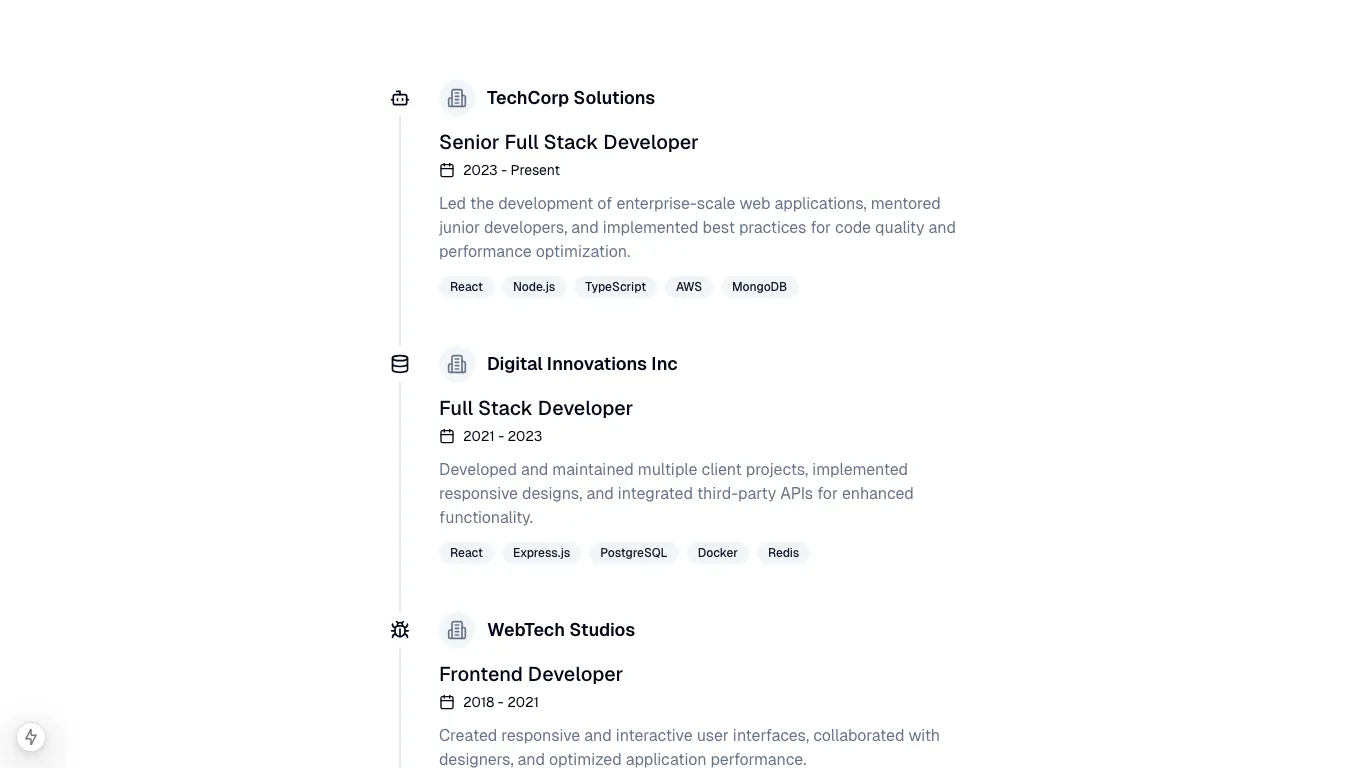 TechCorp Solutions
Senior Full Stack Developer
2023 - Present
Led the development of enterprise-scale web applications, mentored
junior developers, and implemented best practices for code quality and
performance optimization.
React Node.js TypeScript AWS MongoDB
Digital Innovations Inc
Full Stack Developer
2021 - 2023
Developed and maintained multiple client projects, implemented
responsive designs, and integrated third-party APIs for enhanced
functionality.
React Express.js PostgreSQL Docker Redis
WebTech Studios
Frontend Developer
2018 - 2021
Created responsive and interactive user interfaces, collaborated with
designers, and optimized application performance.